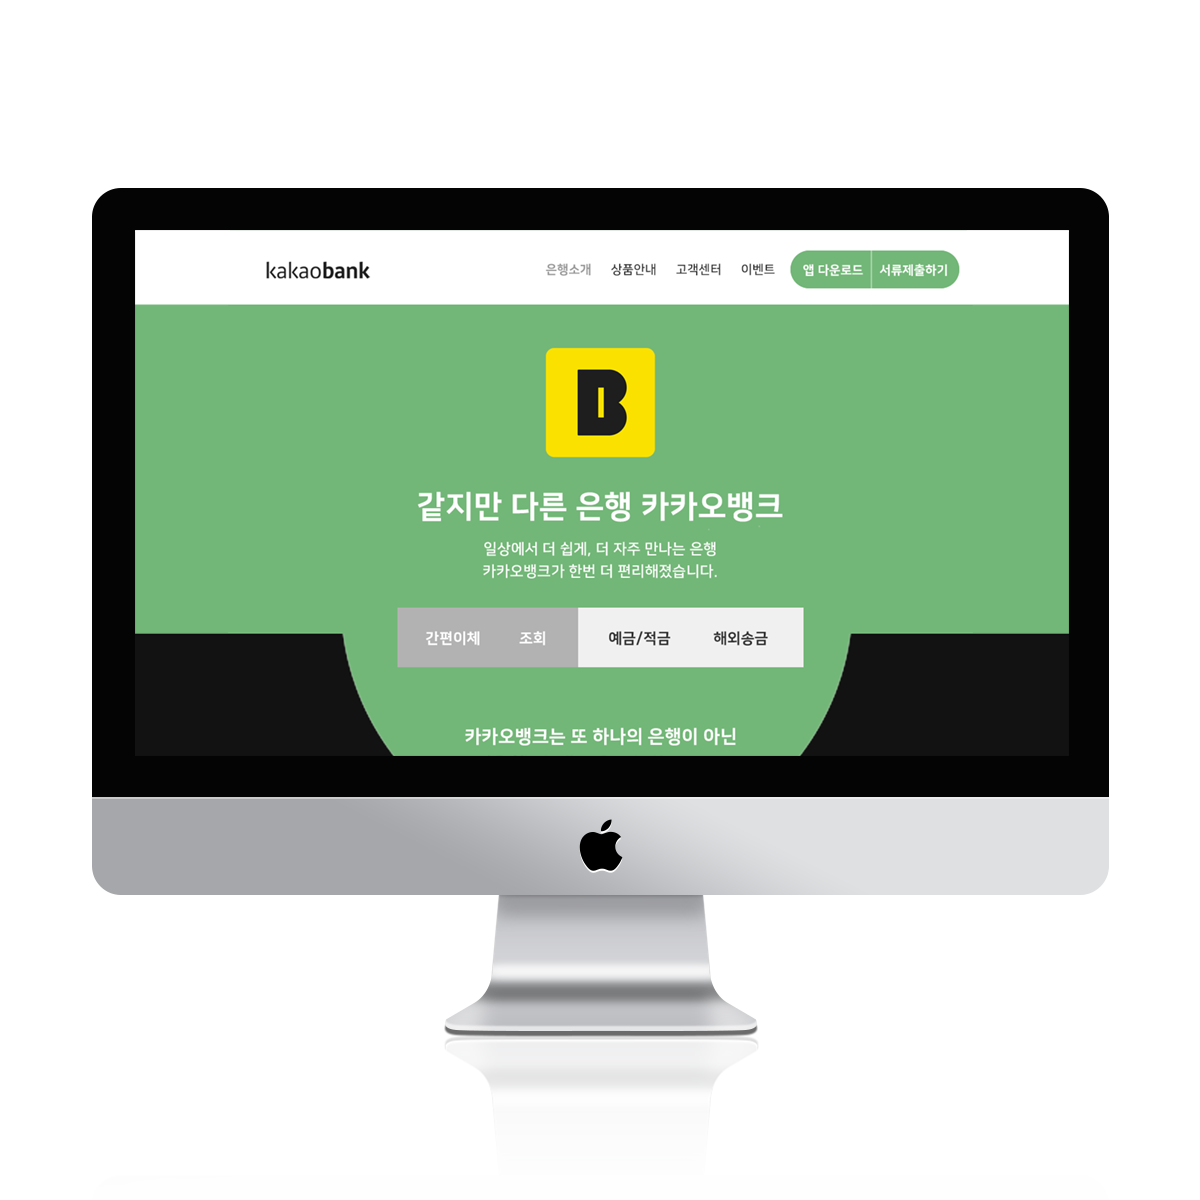 kakaobank
은행소개 상품안내 고객센터 이벤트 앱 다운로드 서류제출하기
B
같지만 다른 은행 카카오뱅크
일상에서 더 쉽게, 더 자주 만나는 은행
카카오뱅크가 한번 더 편리해졌습니다.
간편이체 조회 예금/적금 해외송금
카카오뱅크는 또 하나의 은행이 아닌